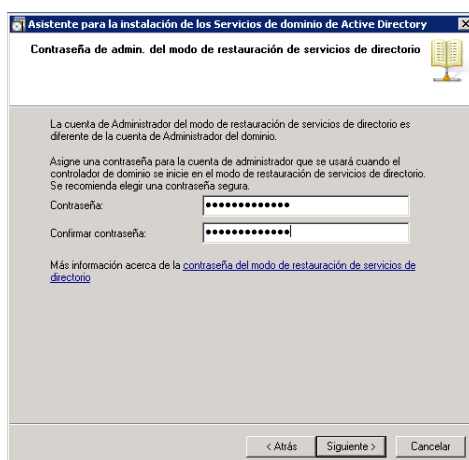 Asistente para la instalación de los Servicios de dominio de Active Directory
Contraseña de admin. del modo de restauración de servicios de directorio
La cuenta de Administrador del modo de restauración de servicios de directorio es
diferente de la cuenta de Administrador del dominio.
Asigne una contraseña para la cuenta de administrador que se usará cuando el
controlador de dominio se inicie en el modo de restauración de servicios de directorio.
Se recomienda elegir una contraseña segura.
Contraseña: •••••••••••••
Confirmar contraseña: •••••••••••••
Más información acerca de la contraseña del modo de restauración de servicios de
directorio
< Atrás Siguiente > Cancelar